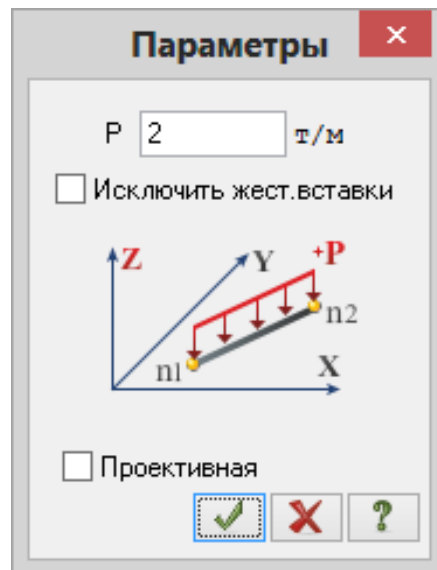 Параметры
P 2 т/м
Исключить жест.вставки
Z Y +P
n2
n1 X
Проективная